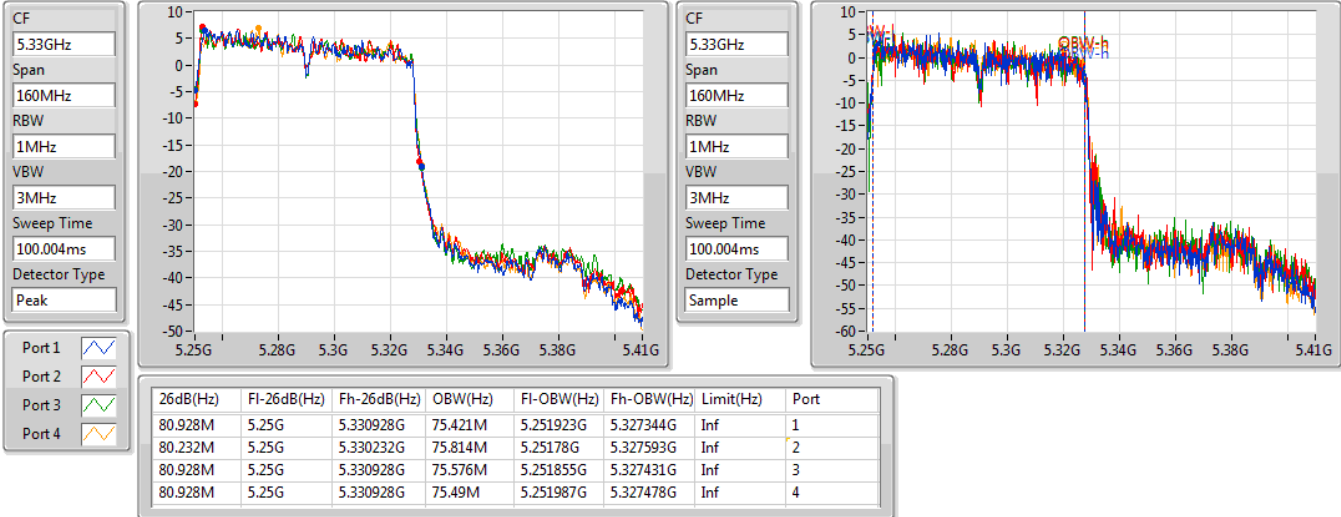 CF
5.33GHz
Span
160MHz
RBW
1MHz
VBW
3MHz
Sweep Time
100.004ms
Detector Type
Peak
10
5
0
-5
-10
-15
-20
-25
-30
-35
-40
-45
-50
5.25G 5.28G 5.3G 5.32G 5.34G 5.36G 5.38G 5.41G
CF
5.33GHz
Span
160MHz
RBW
1MHz
VBW
3MHz
Sweep Time
100.004ms
Detector Type
Sample
10
5
0
-5
-10
-15
-20
-25
-30
-35
-40
-45
-50
-55
-60
OBW-h
5.25G 5.28G 5.3G 5.32G 5.34G 5.36G 5.38G 5.41G
Port 1
Port 2
Port 3
Port 4
26dB(Hz) Fl-26dB(Hz) Fh-26dB(Hz) OBW(Hz) Fl-OBW(Hz) Fh-OBW(Hz) Limit(Hz) Port
80.928M 5.25G 5.330928G 75.421M 5.251923G 5.327344G Inf 1
80.232M 5.25G 5.330232G 75.814M 5.25178G 5.327593G Inf 2
80.928M 5.25G 5.330928G 75.576M 5.251855G 5.327431G Inf 3
80.928M 5.25G 5.330928G 75.49M 5.251987G 5.327478G Inf 4